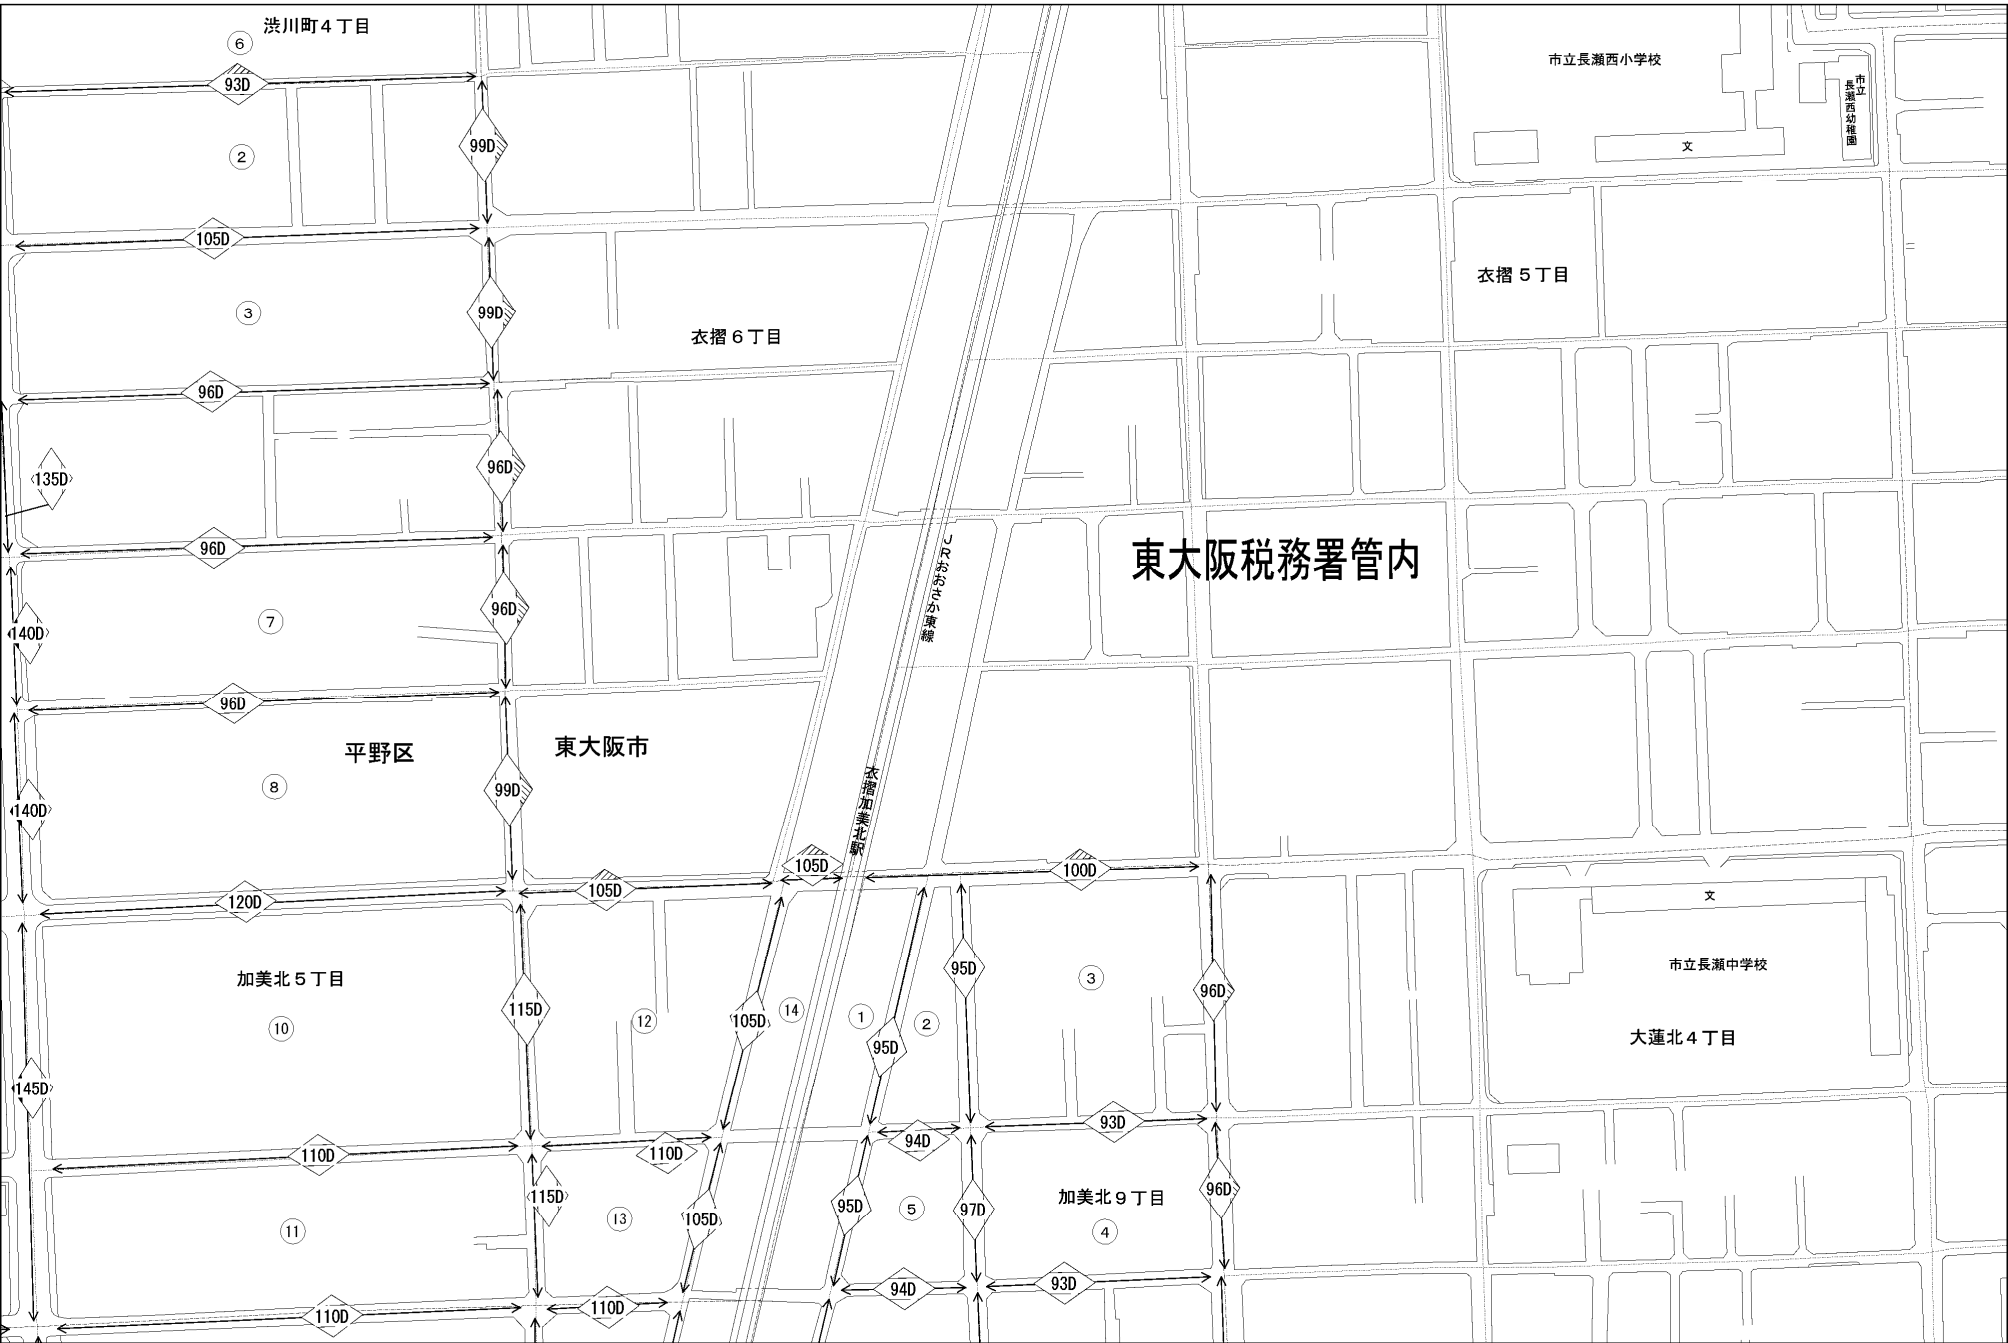 渋川町4丁目
6
93D
市立長瀬西小学校
市立
長瀬西幼稚園
文
99D
2
105D
衣摺5丁目
3
99D
衣摺6丁目
96D
96D
135D
96D
JRおおさか東線
東大阪税務署管内
7
96D
140D
96D
平野区
東大阪市
8
99D
140D
衣摺加美北駅
105D
100D
105D
120D
文
95D
3
市立長瀬中学校
加美北5丁目
96D
115D
14
1
2
12
105D
10
95D
大蓮北4丁目
145D
93D
94D
110D
110D
115D
96D
加美北9丁目
95D
5
97D
13
105D
11
4
93D
94D
110D
110D